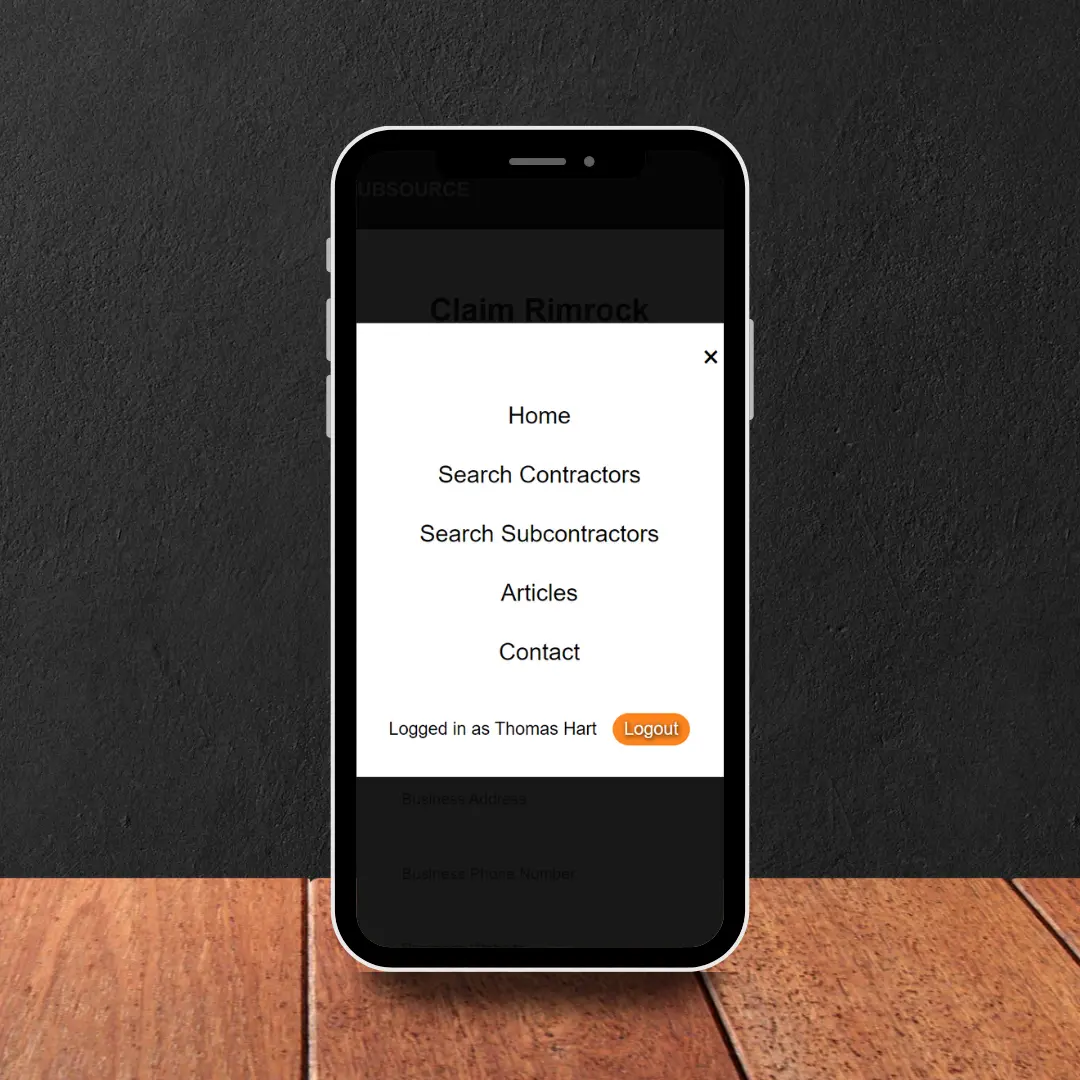 UBSOURCE
Claim Rimrock
×
Home
Search Contractors
Search Subcontractors
Articles
Contact
Logged in as Thomas Hart Logout
Business Address
Business Phone Number